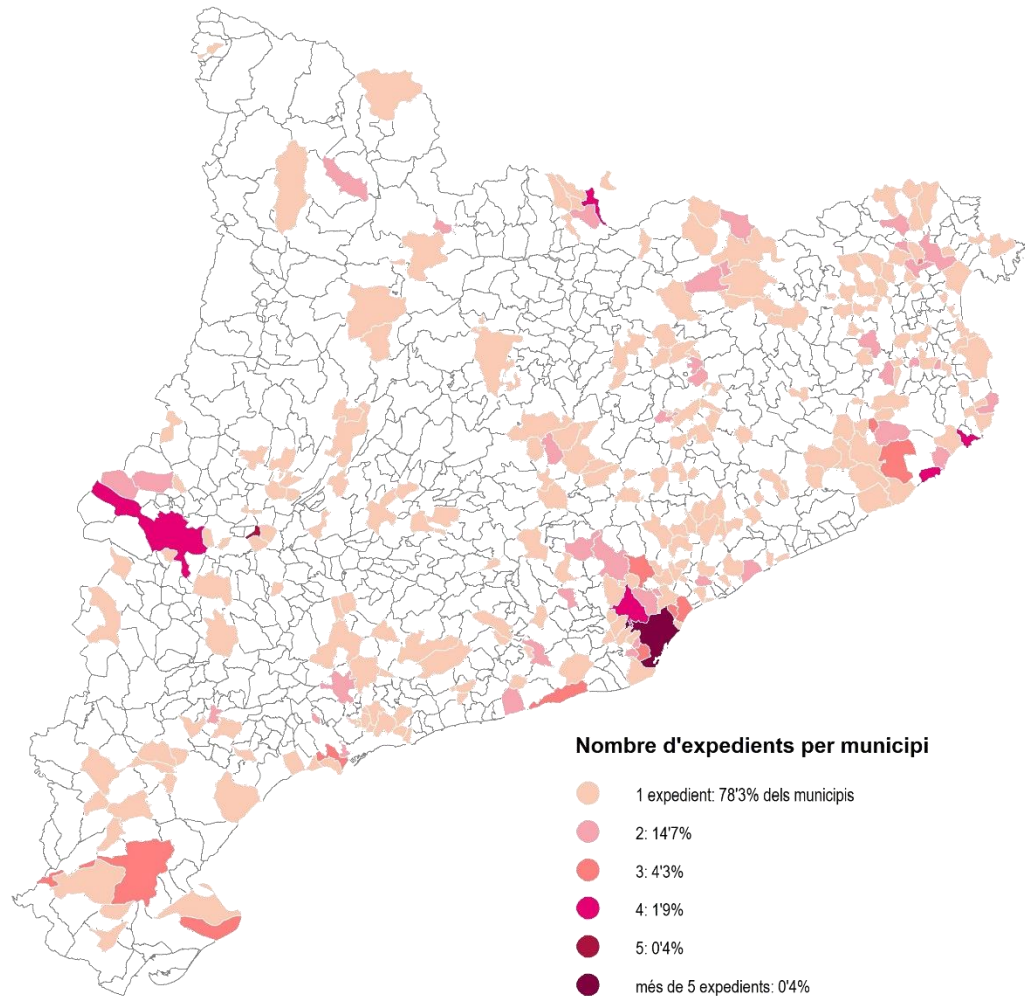 Nombre d'expedients per municipi
1 expedient: 78'3% dels municipis
2: 14'7%
3: 4'3%
4: 1'9%
5: 0'4%
més de 5 expedients: 0'4%